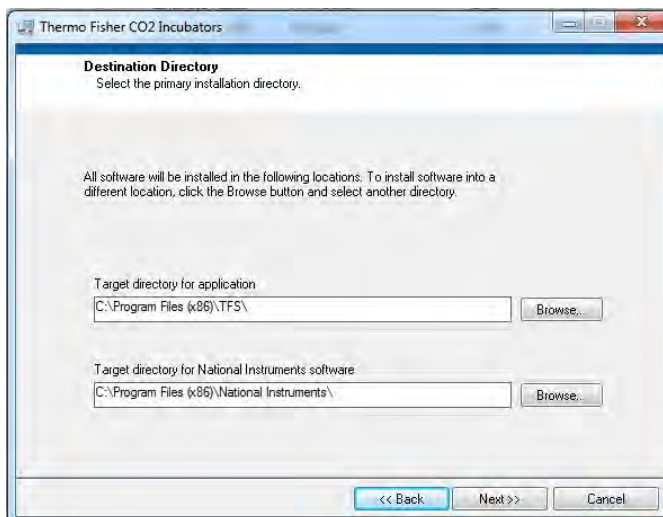 Thermo Fisher CO2 Incubators
Destination Directory
Select the primary installation directory.
All software will be installed in the following locations. To install software into a
different location, click the Browse button and select another directory.
Target directory for application
C:\Program Files (x86)\TFS\
Browse...
Target directory for National Instruments software
C:\Program Files (x86)\National Instruments\
Browse...
<< Back
Next >>
Cancel